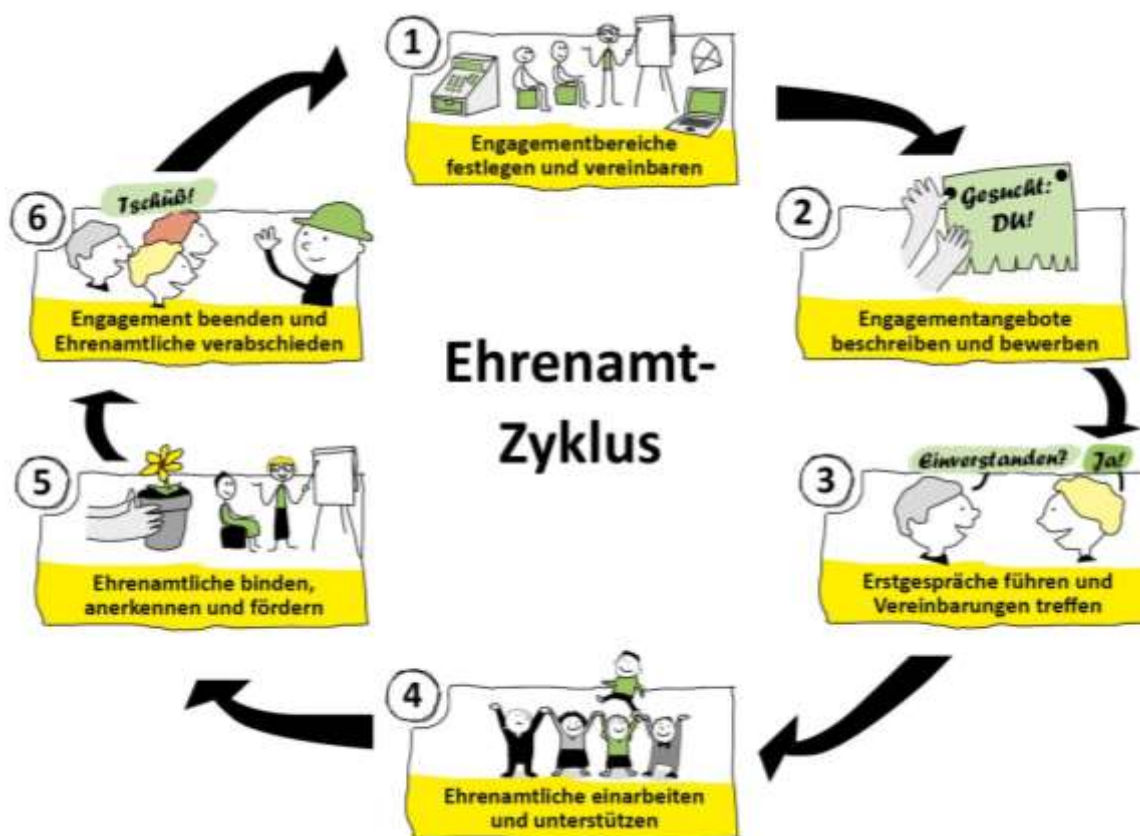 1
Engagementbereiche
festlegen und vereinbaren
2
Gesucht:
DU!
Engagementangebote
beschreiben und bewerben
3
Einverstanden?
Ja!
Erstgespräche führen und
Vereinbarungen treffen
4
Ehrenamtliche einarbeiten
und unterstützen
5
Ehrenamtliche binden,
anerkennen und fördern
6
Tschüß!
Engagement beenden und
Ehrenamtliche verabschieden
Ehrenamt-
Zyklus